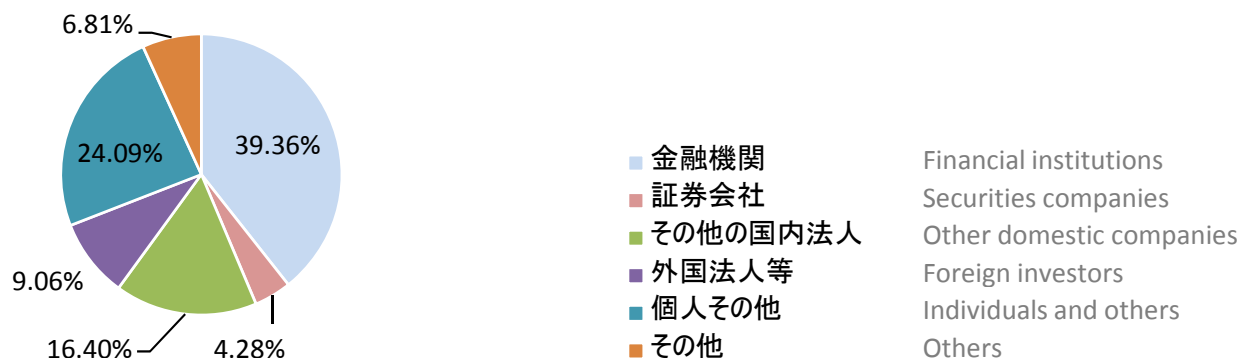 6.81%
39.36%
24.09%
9.06%
16.40%
4.28%
金融機関 Financial institutions
証券会社 Securities companies
その他の国内法人 Other domestic companies
外国法人等 Foreign investors
個人その他 Individuals and others
その他 Others